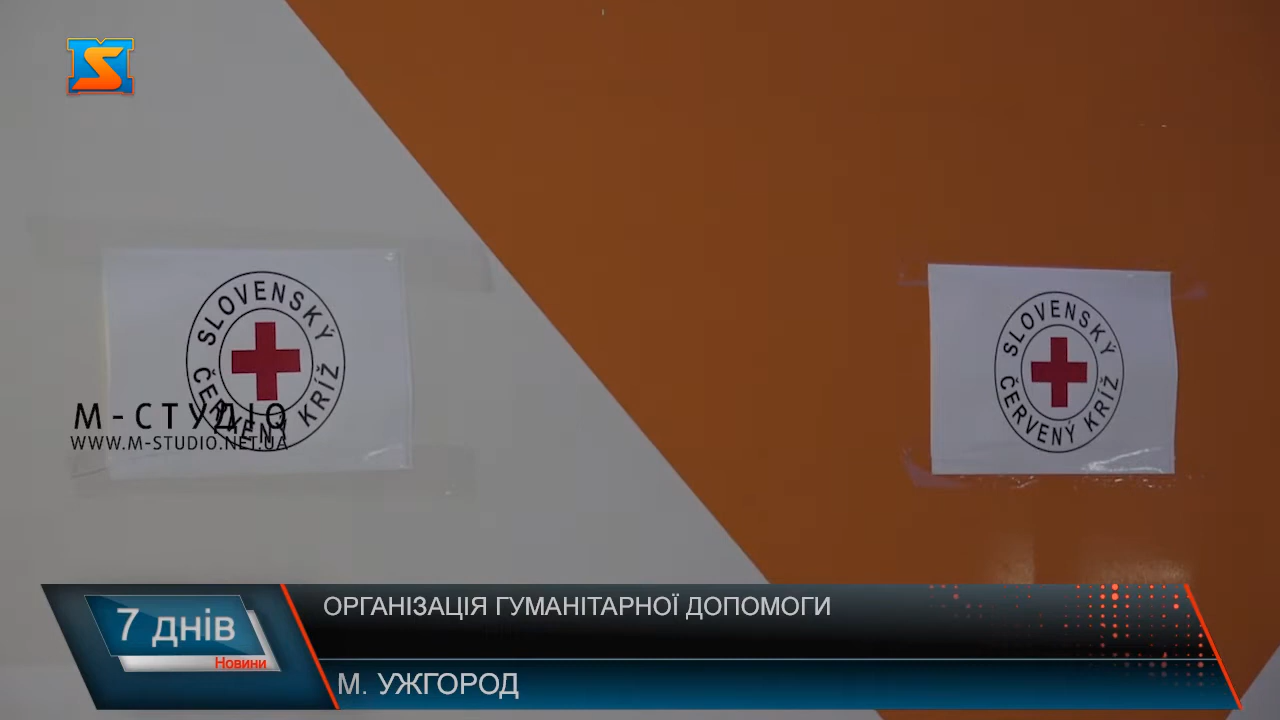 SLOVENSKÝ
ČERVENÝ KRÍŽ
SLOVENSKÝ
ČERVENÝ KRÍŽ
М-СТУДІО
WWW.M-STUDIO.NET.UA
7 днів
Новини
ОРГАНІЗАЦІЯ ГУМАНІТАРНОЇ ДОПОМОГИ
М. УЖГОРОД